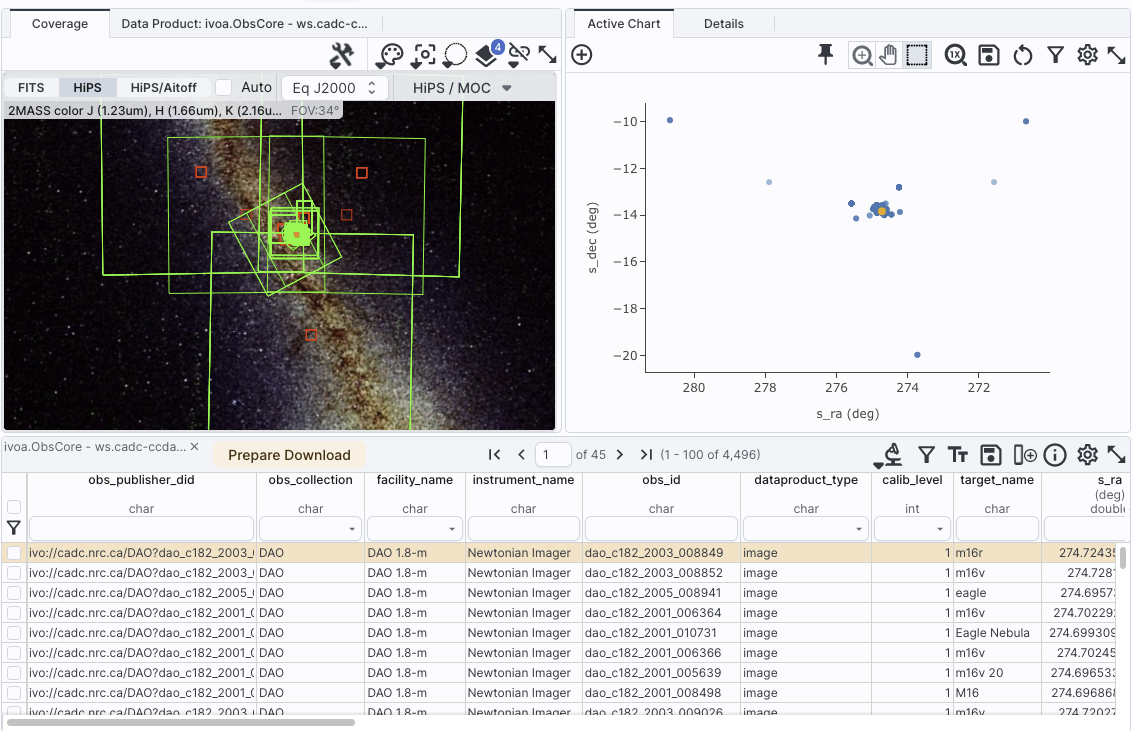 Coverage
Data Product: ivoa.ObsCore - ws.cadc-c...
Active Chart
Details
4
FITS
HiPS
HiPS/Aitoff
Auto
Eq J2000
HiPS / MOC
2MASS color J (1.23um), H (1.66um), K (2.16u...
FOV:34°
1X
−10
−12
−14
−16
−18
−20
s_dec (deg)
280
278
276
274
272
s_ra (deg)
ivoa.ObsCore - ws.cadc-ccda... ×
Prepare Download
1
of 45
(1 - 100 of 4,496)
obs_publisher_did obs_collection facility_name instrument_name obs_id dataproduct_type calib_level target_name s_ra
(deg)
char char char char char char int char double
ivo://cadc.nrc.ca/DAO?dao_c182_2003_ DAO DAO 1.8-m Newtonian Imager dao_c182_2003_008849 image 1 m16r 274.72435
ivo://cadc.nrc.ca/DAO?dao_c182_2003_ DAO DAO 1.8-m Newtonian Imager dao_c182_2003_008852 image 1 m16v 274.7281
ivo://cadc.nrc.ca/DAO?dao_c182_2005_ DAO DAO 1.8-m Newtonian Imager dao_c182_2005_008941 image 1 eagle 274.6957
ivo://cadc.nrc.ca/DAO?dao_c182_2001_ DAO DAO 1.8-m Newtonian Imager dao_c182_2001_006364 image 1 m16v 274.70229
ivo://cadc.nrc.ca/DAO?dao_c182_2001_ DAO DAO 1.8-m Newtonian Imager dao_c182_2001_010731 image 1 Eagle Nebula 274.699309
ivo://cadc.nrc.ca/DAO?dao_c182_2001_ DAO DAO 1.8-m Newtonian Imager dao_c182_2001_006366 image 1 m16v 274.70245
ivo://cadc.nrc.ca/DAO?dao_c182_2001_ DAO DAO 1.8-m Newtonian Imager dao_c182_2001_005639 image 1 m16v 20 274.696533
ivo://cadc.nrc.ca/DAO?dao_c182_2001_ DAO DAO 1.8-m Newtonian Imager dao_c182_2001_008498 image 1 M16 274.696868
ivo://cadc.nrc.ca/DAO?dao_c182_2003_ DAO DAO 1.8-m Newtonian Imager dao_c182_2003_009026 image 1 m16v 274.72027